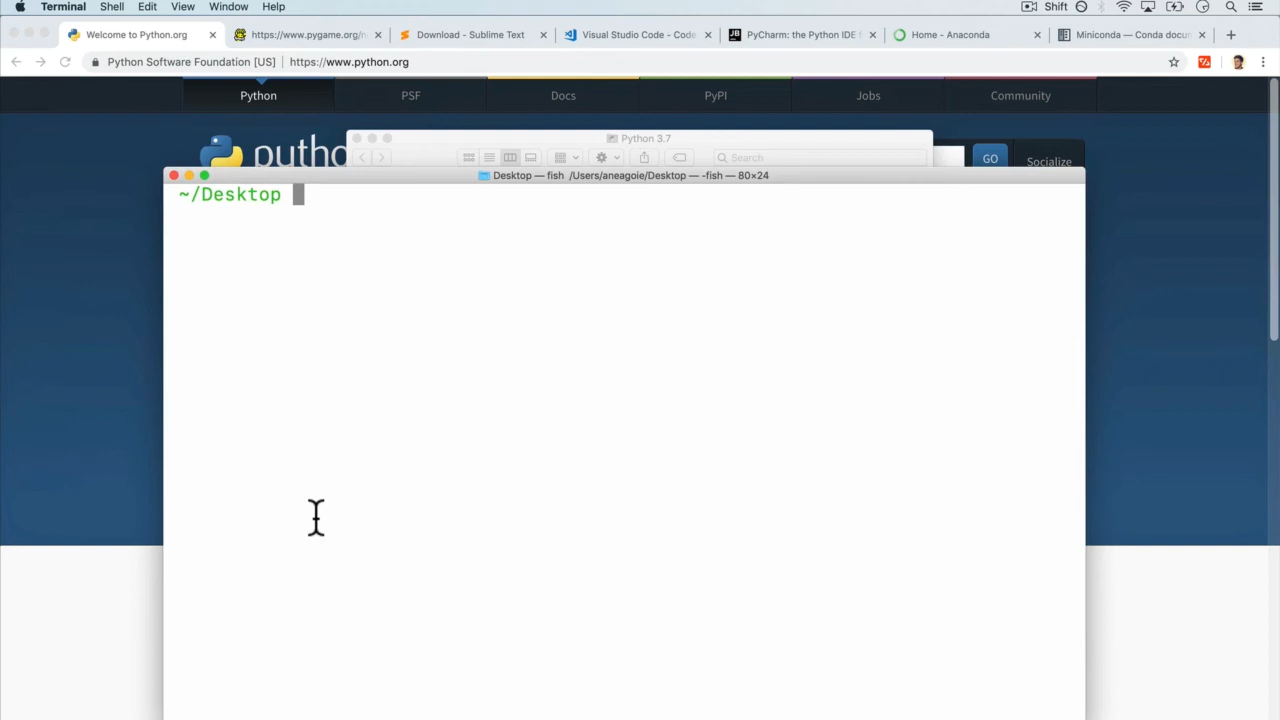 Terminal Shell Edit View Window Help Shift
Welcome to Python.org https://www.pygame.org/n Download - Sublime Text Visual Studio Code - Code PyCharm: the Python IDE f Home - Anaconda Miniconda — Conda docum
Python Software Foundation [US] https://www.python.org
Python PSF Docs PyPI Jobs Community
Python 3.7
pytho Search GO Socialize
Desktop — fish /Users/aneagoie/Desktop — -fish — 80×24
~/Desktop